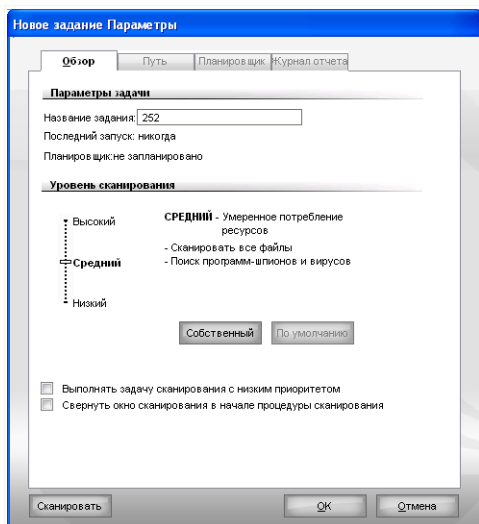 Новое задание Параметры
Обзор
Путь
Планировщик
Журнал отчета
Параметры задачи
Название задания: 252
Последний запуск: никогда
Планировщик:не запланировано
Уровень сканирования
Высокий
Средний
Низкий
СРЕДНИЙ - Умеренное потребление
ресурсов
- Сканировать все файлы
- Поиск программ-шпионов и вирусов
Собственный
По умолчанию
Выполнять задачу сканирования с низким приоритетом
Свернуть окно сканирования в начале процедуры сканирования
Сканировать
OK
Отмена